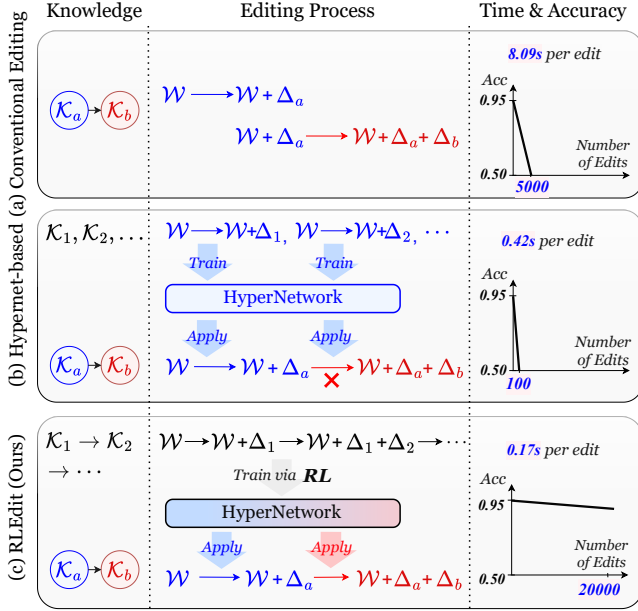 Knowledge Editing Process Time & Accuracy
(a) Conventional Editing
𝒦a → 𝒦b
𝒲 → 𝒲 + Δa
𝒲 + Δa → 𝒲 + Δa + Δb
8.09s per edit
Acc
0.95
0.50
Number
of Edits
5000
(b) Hypernet-based
𝒦1, 𝒦2, . . .
𝒲 → 𝒲+Δ1, 𝒲 → 𝒲+Δ2, · · ·
Train Train
HyperNetwork
Apply Apply
𝒦a → 𝒦b
𝒲 → 𝒲 + Δa → 𝒲 + Δa + Δb
×
0.42s per edit
Acc
0.95
0.50
Number
of Edits
100
(c) RLEdit (Ours)
𝒦1 → 𝒦2
→ · · ·
𝒲 → 𝒲 + Δ1 → 𝒲 + Δ1 + Δ2 → · · ·
Train via RL
HyperNetwork
Apply Apply
𝒦a → 𝒦b
𝒲 → 𝒲 + Δa → 𝒲 + Δa + Δb
0.17s per edit
Acc
0.95
0.50
Number
of Edits
20000